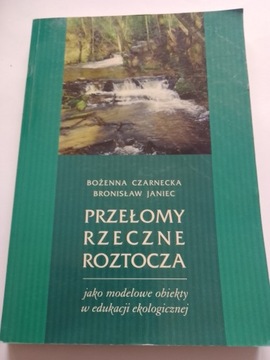 BOŻENNA CZARNECKA
BRONISŁAW JANIEC
PRZEŁOMY
RZECZNE
ROZTOCZA
jako modelowe obiekty
w edukacji ekologicznej